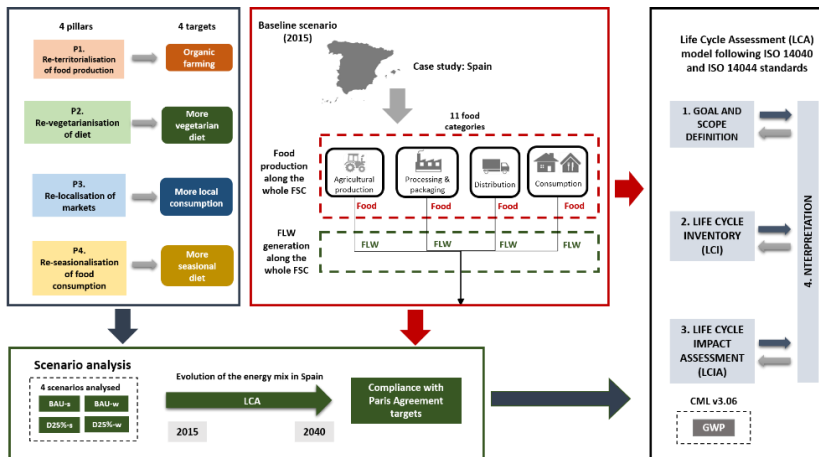 4 pillars
4 targets
P1.
Re-territorialisation
of food production
Organic
farming
P2.
Re-vegetarianisation
of diet
More
vegetarian
diet
P3.
Re-localisation of
markets
More local
consumption
P4.
Re-seasonalisation
of food
consumption
More
seasonal
diet
Baseline scenario
(2015)
Case study: Spain
11 food
categories
Food
production
along the
whole FSC
Agricultural
production
Processing &
packaging
Distribution
Consumption
Food
Food
Food
Food
FLW
generation
along the
whole FSC
FLW
FLW
FLW
FLW
Life Cycle Assessment (LCA)
model following ISO 14040
and ISO 14044 standards
1. GOAL AND
SCOPE
DEFINITION
2. LIFE CYCLE
INVENTORY
(LCI)
3. LIFE CYCLE
IMPACT
ASSESSMENT
(LCIA)
4. NTERPRETATION
CML v3.06
GWP
Scenario analysis
4 scenarios analysed
BAU-s
BAU-w
D25%-s
D25%-w
Evolution of the energy mix in Spain
LCA
2015
2040
Compliance with
Paris Agreement
targets